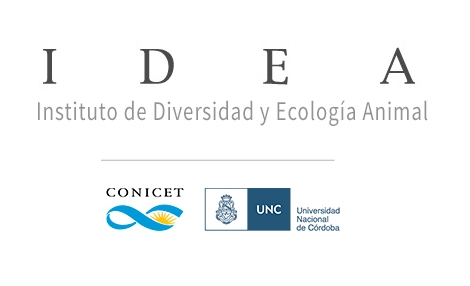 I D E A
Instituto de Diversidad y Ecología Animal
CONICET
UNC
Universidad
Nacional
de Córdoba